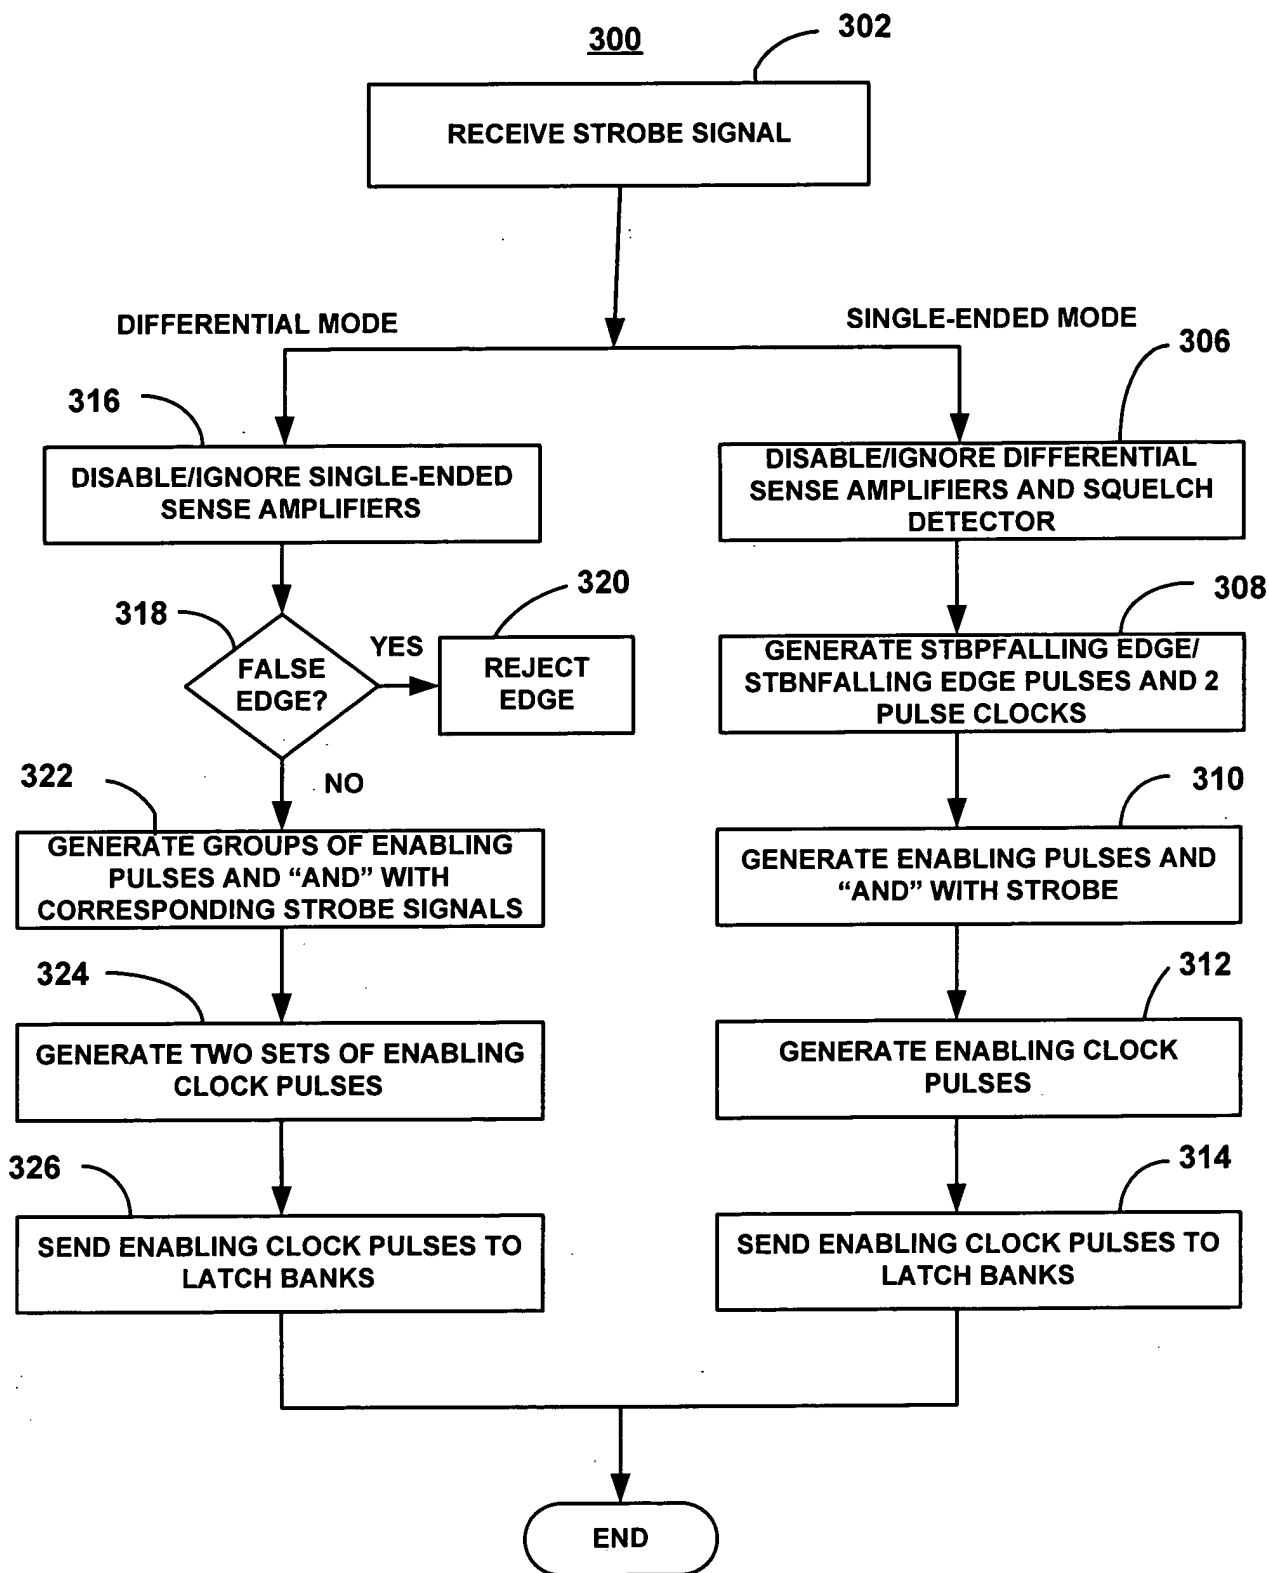 300
302
RECEIVE STROBE SIGNAL
DIFFERENTIAL MODE
SINGLE-ENDED MODE
316
DISABLE/IGNORE SINGLE-ENDED
SENSE AMPLIFIERS
306
DISABLE/IGNORE DIFFERENTIAL
SENSE AMPLIFIERS AND SQUELCH
DETECTOR
318
FALSE
EDGE?
YES
320
REJECT
EDGE
308
GENERATE STBPFALLING EDGE/
STBNFALLING EDGE PULSES AND 2
PULSE CLOCKS
NO
322
GENERATE GROUPS OF ENABLING
PULSES AND “AND” WITH
CORRESPONDING STROBE SIGNALS
310
GENERATE ENABLING PULSES AND
“AND” WITH STROBE
324
GENERATE TWO SETS OF ENABLING
CLOCK PULSES
312
GENERATE ENABLING CLOCK
PULSES
326
SEND ENABLING CLOCK PULSES TO
LATCH BANKS
314
SEND ENABLING CLOCK PULSES TO
LATCH BANKS
END